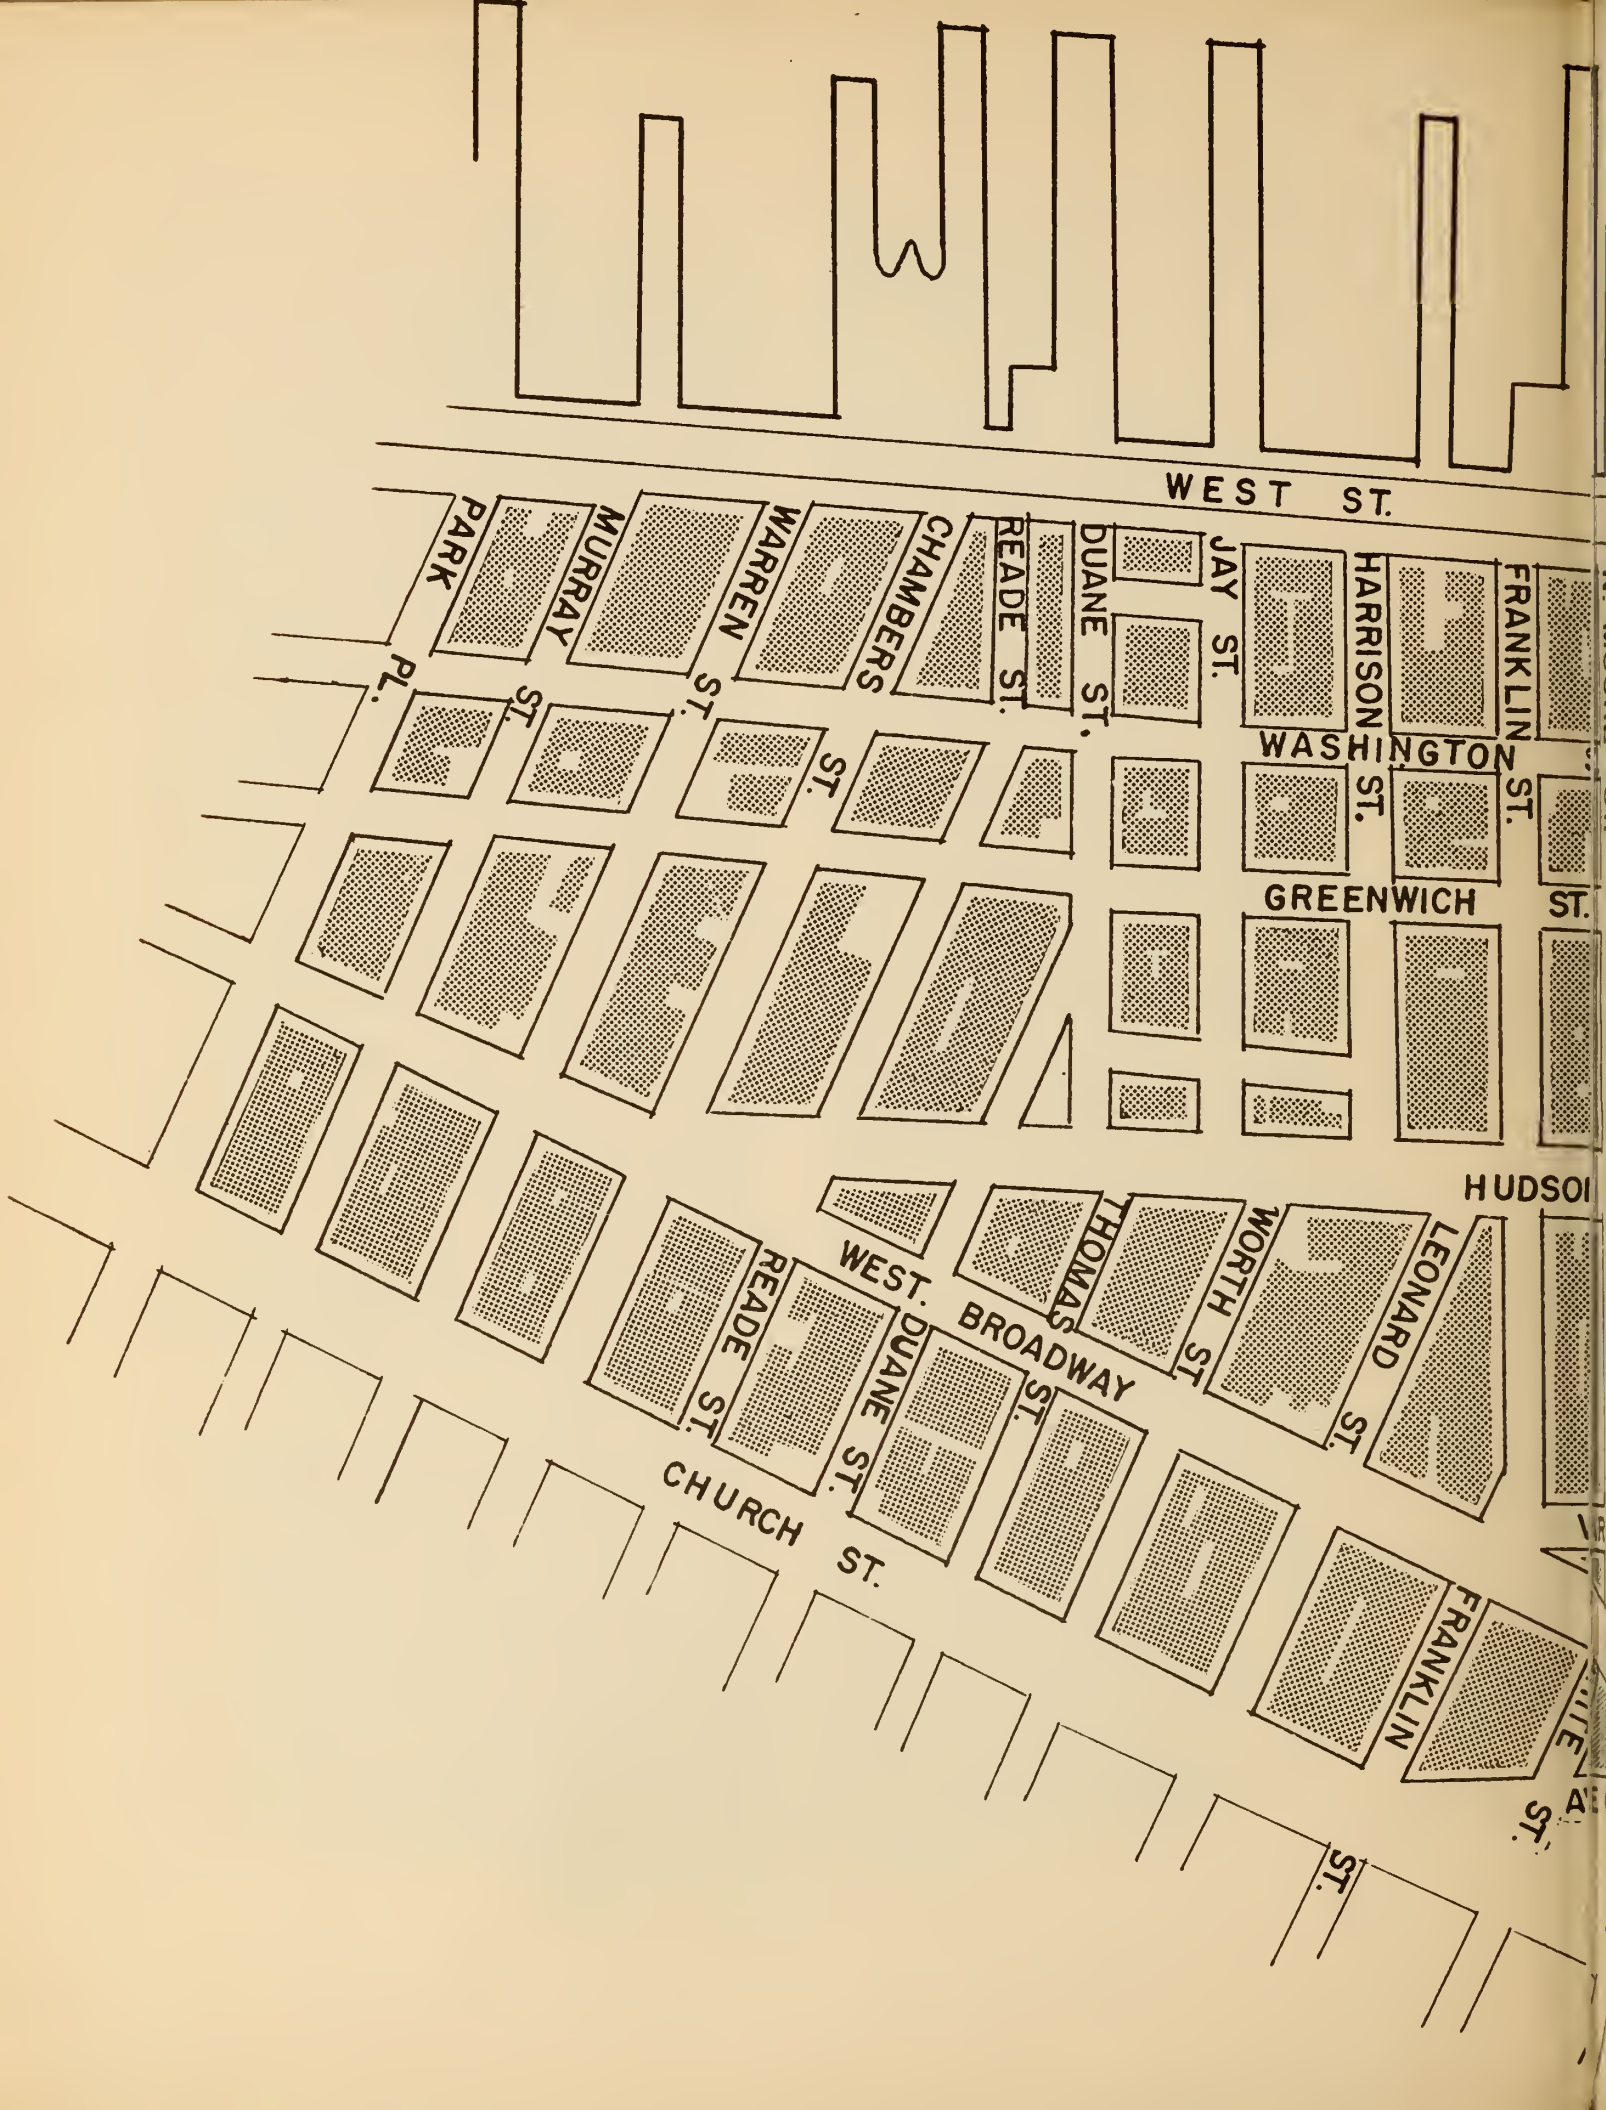 WEST ST.
PARK PL.
MURRAY ST.
WARREN ST.
CHAMBERS ST.
READE ST.
DUANE ST.
JAY ST.
HARRISON ST.
FRANKLIN ST.
WASHINGTON
GREENWICH ST.
HUDSON
THOMAS ST.
WORTH ST.
LEONARD ST.
WEST. BROADWAY
READE ST.
DUANE ST.
CHURCH ST.
FRANKLIN ST.
ST.